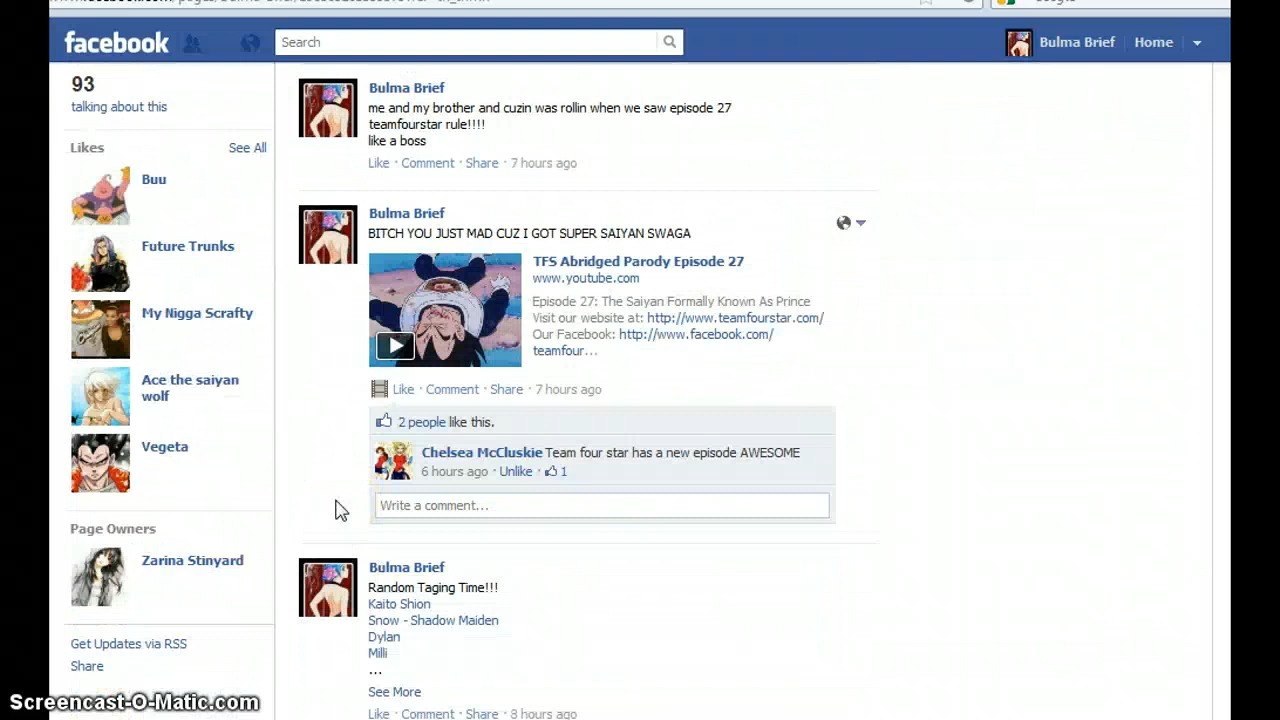 facebook
Search
Bulma Brief
Home
93
talking about this
Likes
See All
Buu
Future Trunks
My Nigga Scrafty
Ace the saiyan
wolf
Vegeta
Page Owners
Zarina Stinyard
Get Updates via RSS
Share
Bulma Brief
me and my brother and cuzin was rollin when we saw episode 27
teamfourstar rule!!!!
like a boss
Like · Comment · Share · 7 hours ago
Bulma Brief
BITCH YOU JUST MAD CUZ I GOT SUPER SAIYAN SWAGA
TFS Abridged Parody Episode 27
www.youtube.com
Episode 27: The Saiyan Formally Known As Prince
Visit our website at: http://www.teamfourstar.com/
Our Facebook: http://www.facebook.com/
teamfour...
Like · Comment · Share · 7 hours ago
2 people like this.
Chelsea McCluskie Team four star has a new episode AWESOME
6 hours ago · Unlike · 1
Write a comment...
Bulma Brief
Random Taging Time!!!
Kaito Shion
Snow - Shadow Maiden
Dylan
Milli
...
See More
Like · Comment · Share · 8 hours ago
Screencast-O-Matic.com